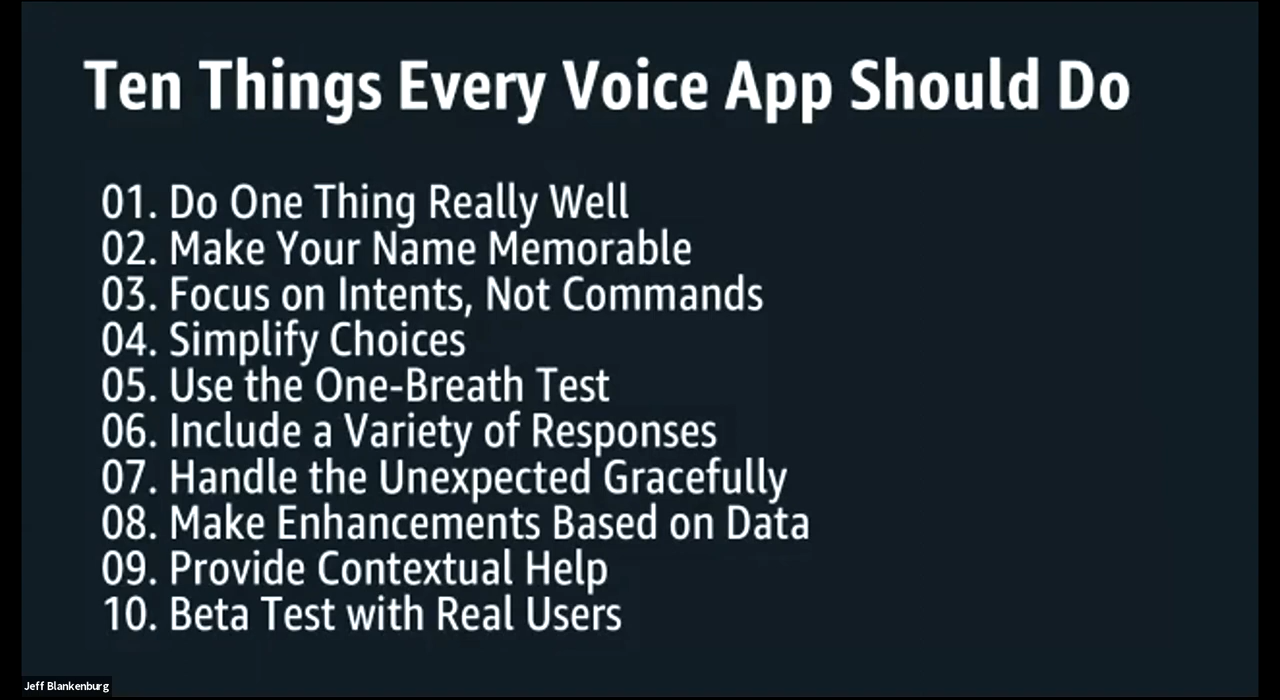 Ten Things Every Voice App Should Do
01. Do One Thing Really Well
02. Make Your Name Memorable
03. Focus on Intents, Not Commands
04. Simplify Choices
05. Use the One-Breath Test
06. Include a Variety of Responses
07. Handle the Unexpected Gracefully
08. Make Enhancements Based on Data
09. Provide Contextual Help
10. Beta Test with Real Users
Jeff Blankenburg